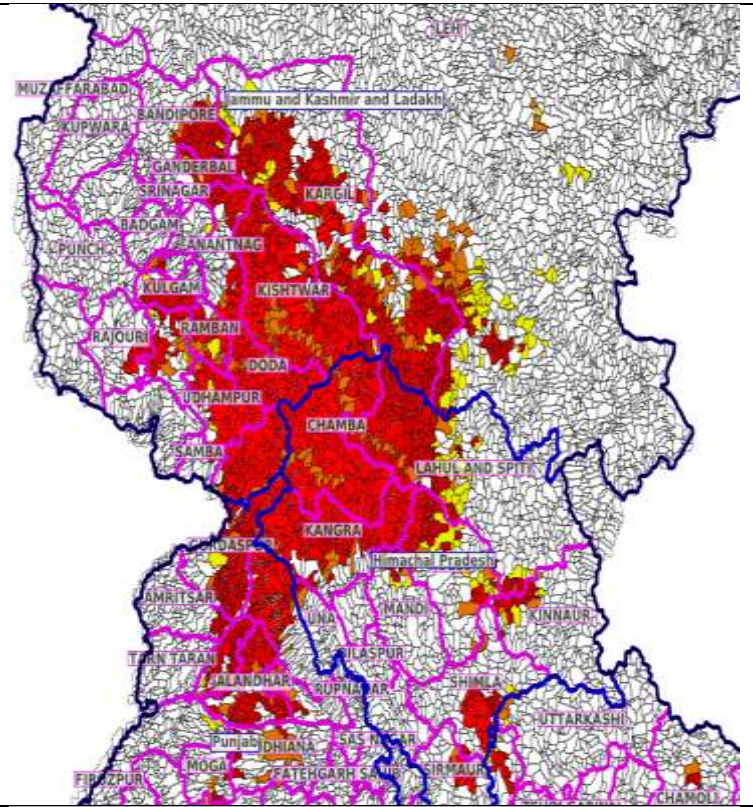 LEH
MUZAFFARABAD
Jammu and Kashmir and Ladakh
BANDIPORE
KUPWARA
GANDERBAL
SRINAGAR
KARGIL
BADGAM
ANANTNAG
PUNCH
KULGAM
KISHTWAR
RAMBAN
RAJOURI
DODA
UDHAMPUR
CHAMBA
SAMBA
LAHUL AND SPITI
KANGRA
GURDASPUR
Himachal Pradesh
AMRITSAR
MANDI
UNA
KINNAUR
BILASPUR
TARN TARAN
JALANDHAR
RUPNAGAR
SHIMLA
UTTARKASHI
Punjab
SAS NAGAR
MOGA
FATEHGARH SAHIB
SIRMAUR
FIROZPUR
CHAMOLI